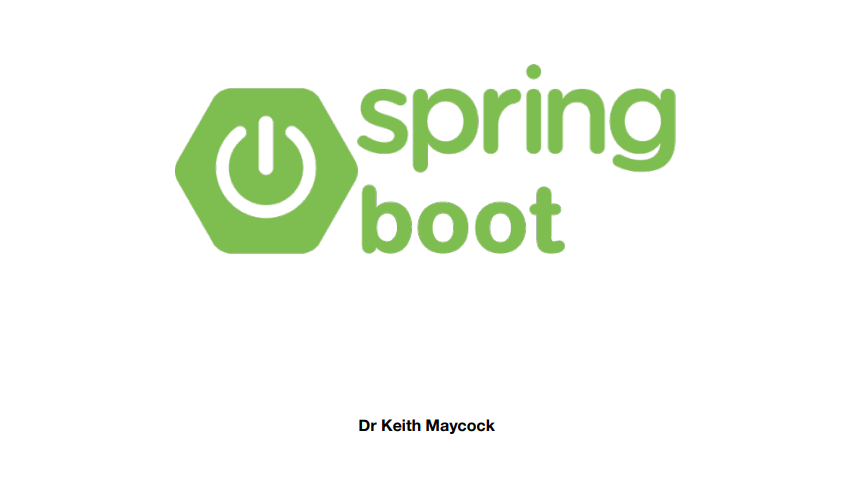 spring
boot
Dr Keith Maycock